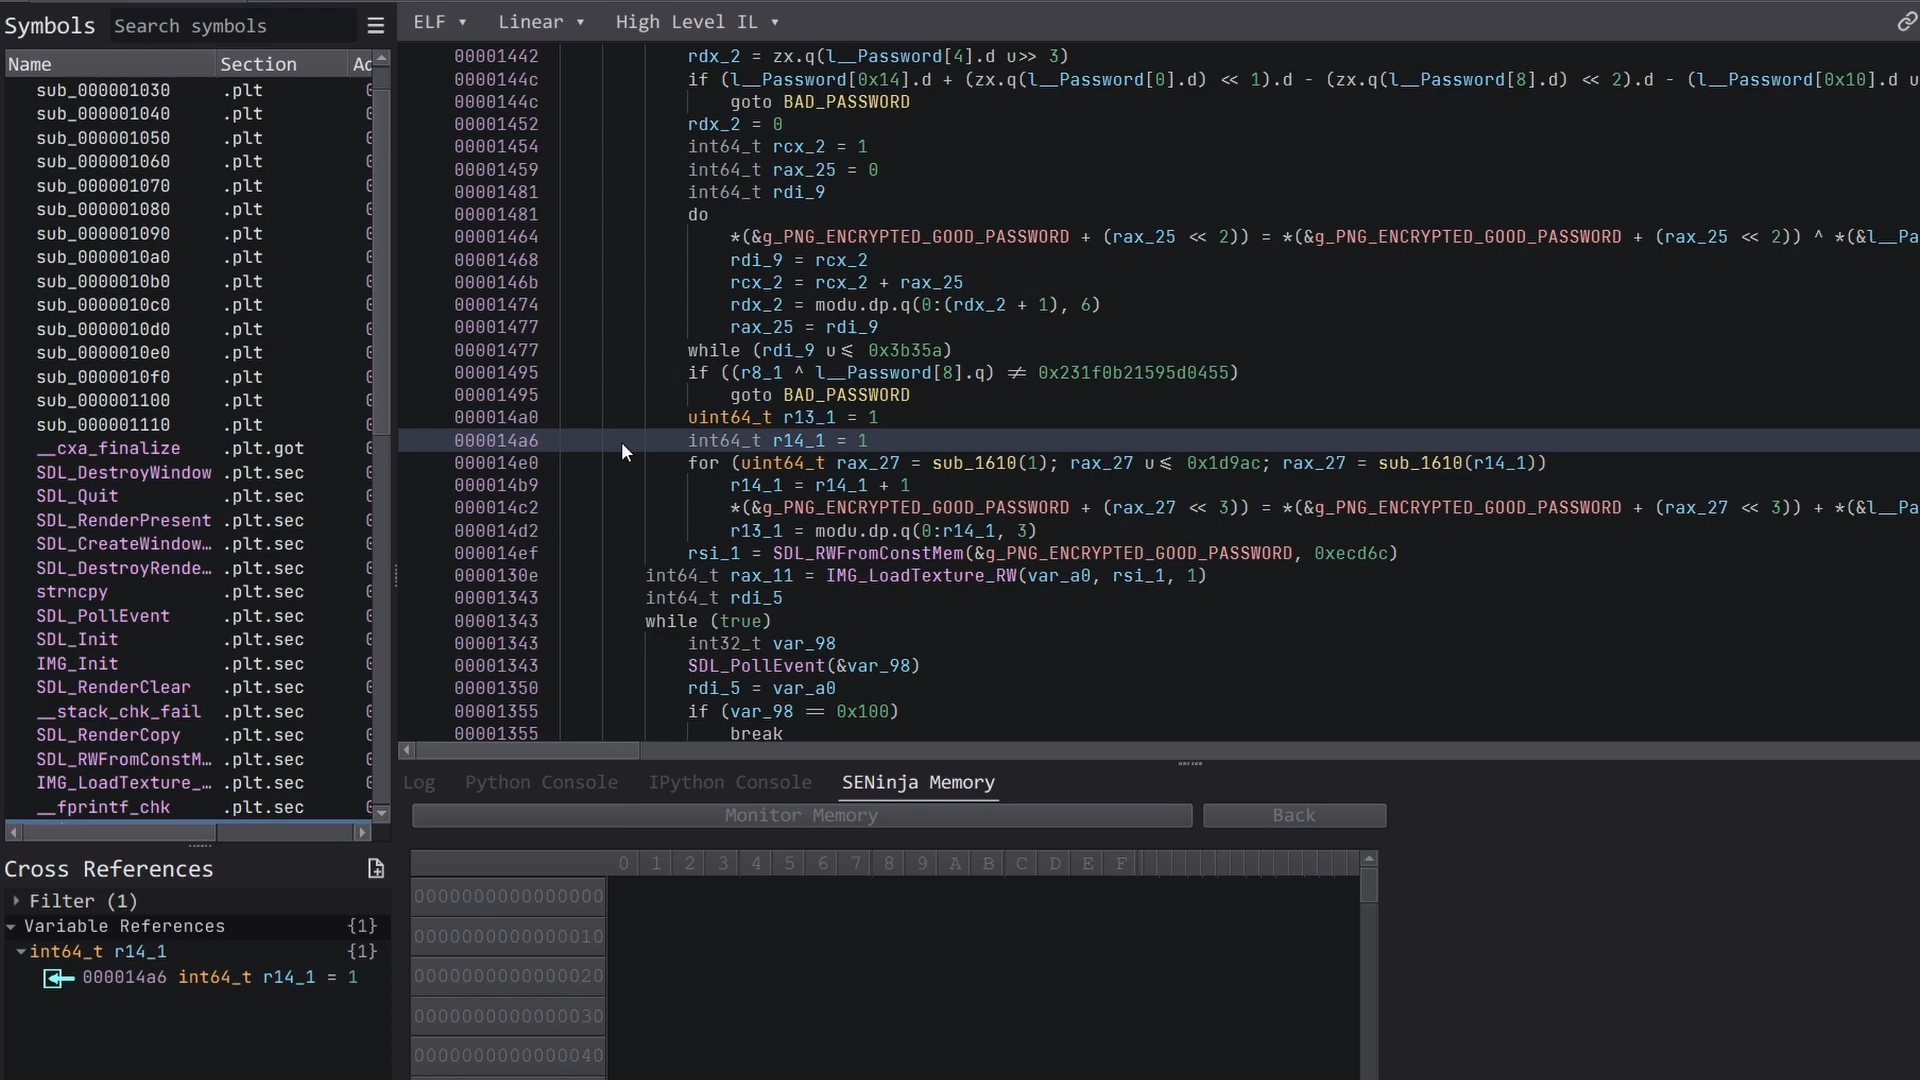 Symbols
Search symbols
ELF ▾ Linear ▾ High Level IL ▾
Name Section Ad
sub_000001030 .plt
sub_000001040 .plt
sub_000001050 .plt
sub_000001060 .plt
sub_000001070 .plt
sub_000001080 .plt
sub_000001090 .plt
sub_0000010a0 .plt
sub_0000010b0 .plt
sub_0000010c0 .plt
sub_0000010d0 .plt
sub_0000010e0 .plt
sub_0000010f0 .plt
sub_000001100 .plt
sub_000001110 .plt
__cxa_finalize .plt.got
SDL_DestroyWindow .plt.sec
SDL_Quit .plt.sec
SDL_RenderPresent .plt.sec
SDL_CreateWindow… .plt.sec
SDL_DestroyRende… .plt.sec
strncpy .plt.sec
SDL_PollEvent .plt.sec
SDL_Init .plt.sec
IMG_Init .plt.sec
SDL_RenderClear .plt.sec
__stack_chk_fail .plt.sec
SDL_RenderCopy .plt.sec
SDL_RWFromConstM… .plt.sec
IMG_LoadTexture_… .plt.sec
__fprintf_chk .plt.sec
00001442 rdx_2 = zx.q(l__Password[4].d u>> 3)
0000144c if (l__Password[0x14].d + (zx.q(l__Password[0].d) << 1).d - (zx.q(l__Password[8].d) << 2).d - (l__Password[0x10].d u
0000144c goto BAD_PASSWORD
00001452 rdx_2 = 0
00001454 int64_t rcx_2 = 1
00001459 int64_t rax_25 = 0
00001481 int64_t rdi_9
00001481 do
00001464 *(&g_PNG_ENCRYPTED_GOOD_PASSWORD + (rax_25 << 2)) = *(&g_PNG_ENCRYPTED_GOOD_PASSWORD + (rax_25 << 2)) ^ *(&l__Pa
00001468 rdi_9 = rcx_2
0000146b rcx_2 = rcx_2 + rax_25
00001474 rdx_2 = modu.dp.q(0:(rdx_2 + 1), 6)
00001477 rax_25 = rdi_9
00001477 while (rdi_9 u<= 0x3b35a)
00001495 if ((r8_1 ^ l__Password[8].q) != 0x231f0b21595d0455)
00001495 goto BAD_PASSWORD
000014a0 uint64_t r13_1 = 1
000014a6 int64_t r14_1 = 1
000014e0 for (uint64_t rax_27 = sub_1610(1); rax_27 u<= 0x1d9ac; rax_27 = sub_1610(r14_1))
000014b9 r14_1 = r14_1 + 1
000014c2 *(&g_PNG_ENCRYPTED_GOOD_PASSWORD + (rax_27 << 3)) = *(&g_PNG_ENCRYPTED_GOOD_PASSWORD + (rax_27 << 3)) + *(&l__Pa
000014d2 r13_1 = modu.dp.q(0:r14_1, 3)
000014ef rsi_1 = SDL_RWFromConstMem(&g_PNG_ENCRYPTED_GOOD_PASSWORD, 0xecd6c)
0000130e int64_t rax_11 = IMG_LoadTexture_RW(var_a0, rsi_1, 1)
00001343 int64_t rdi_5
00001343 while (true)
00001343 int32_t var_98
00001343 SDL_PollEvent(&var_98)
00001350 rdi_5 = var_a0
00001355 if (var_98 == 0x100)
00001355 break
Cross References
Filter (1)
Variable References {1}
int64_t r14_1 {1}
000014a6 int64_t r14_1 = 1
Log Python Console IPython Console SENinja Memory
Monitor Memory Back
0 1 2 3 4 5 6 7 8 9 A B C D E F
0000000000000000
0000000000000010
0000000000000020
0000000000000030
0000000000000040